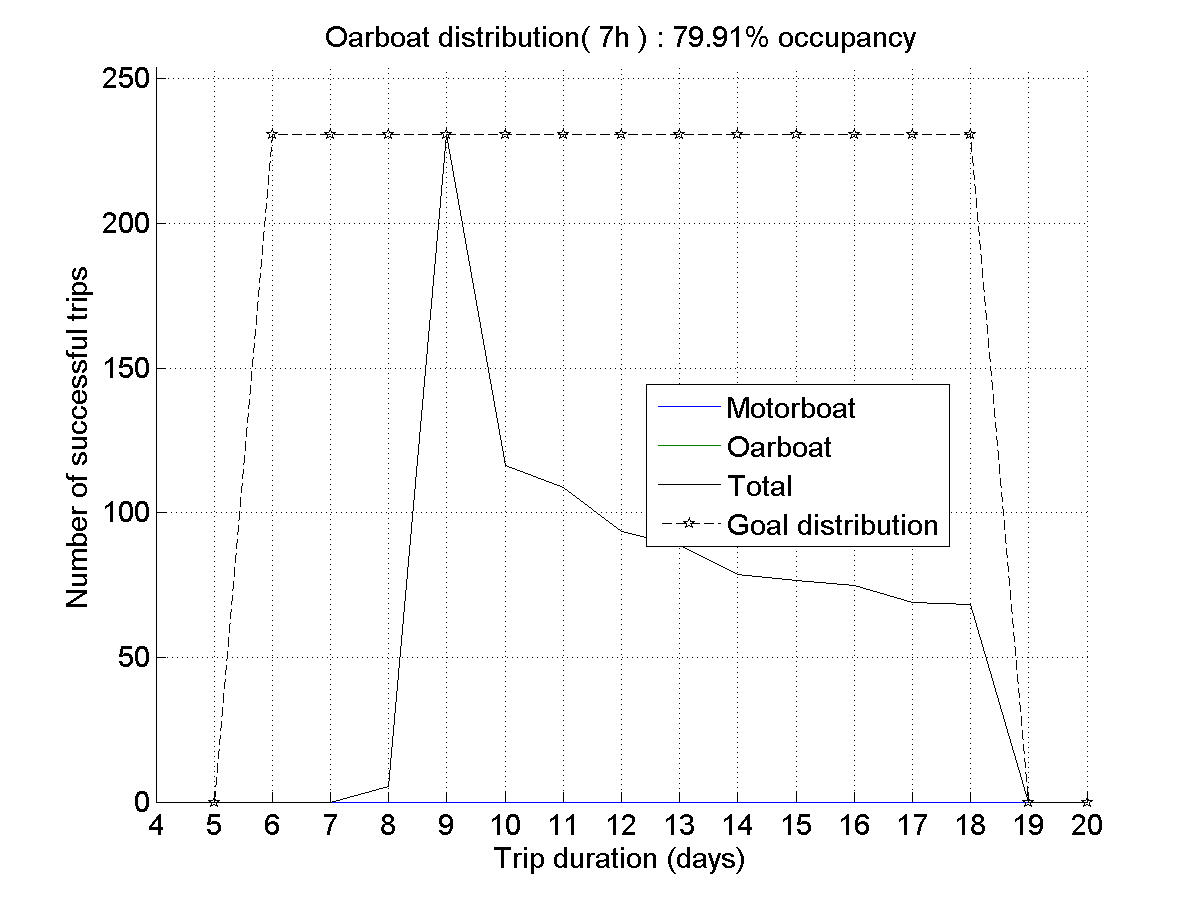 Oarboat distribution( 7h ) : 79.91% occupancy
250
200
150
100
50
0
Number of successful trips
Motorboat
Oarboat
Total
Goal distribution
4 5 6 7 8 9 10 11 12 13 14 15 16 17 18 19 20
Trip duration (days)